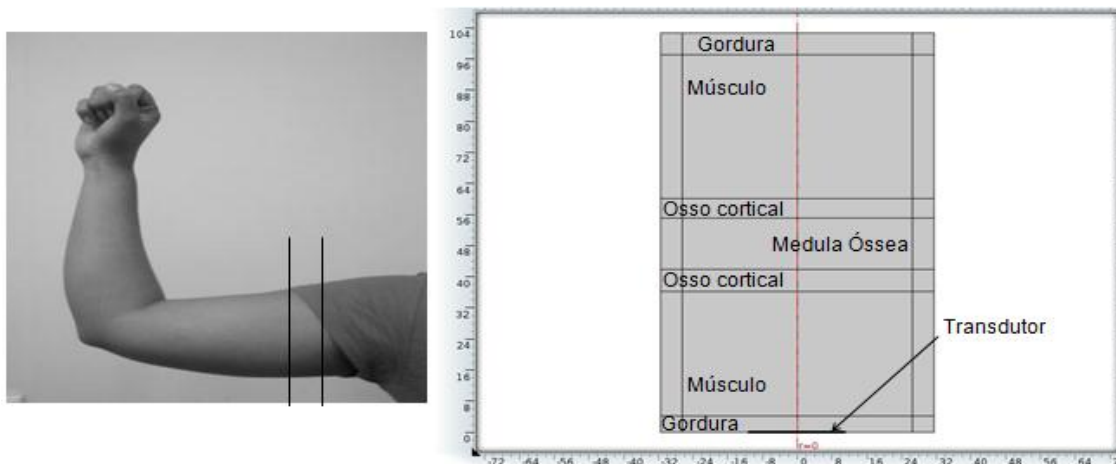 104
Gordura
96
Músculo
88
80
72
64
Osso cortical
56
Medula Óssea
48
Osso cortical
40
32
Transdutor
24
16
Músculo
8
Gordura
0
r=0
-72 -64 -56 -48 -40 -32 -24 -16 -8 0 8 16 24 32 40 48 56 64